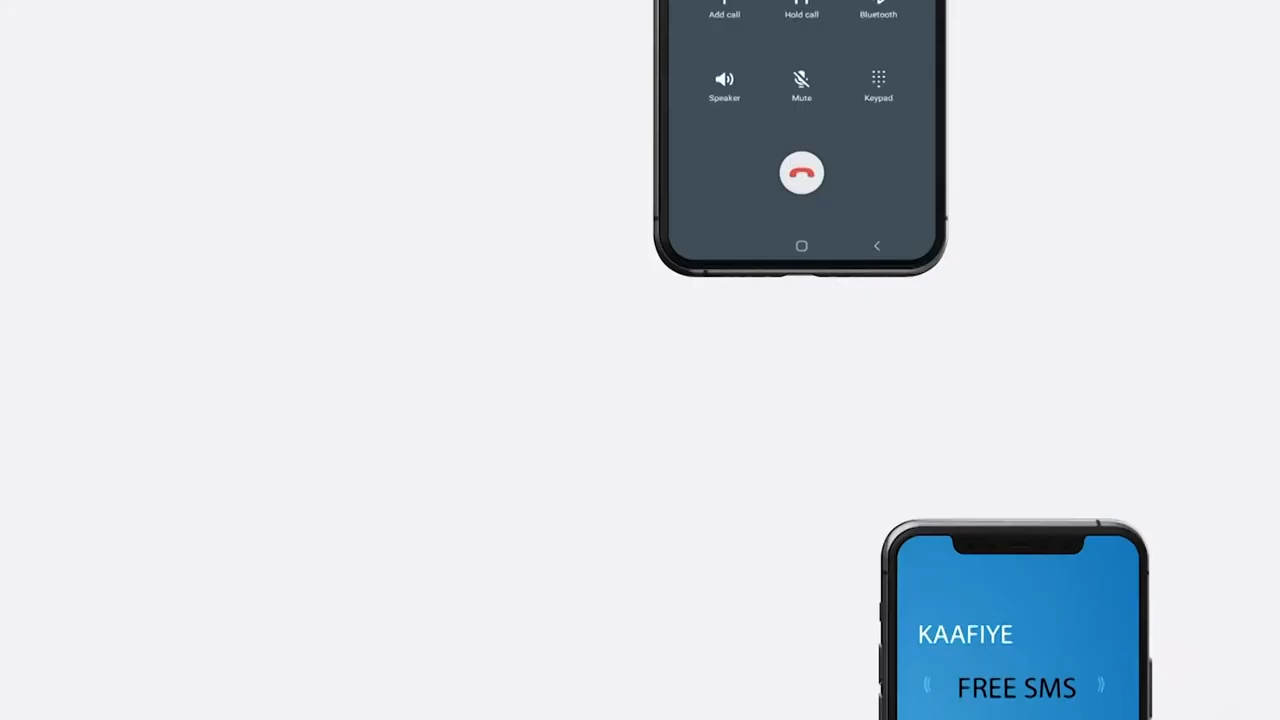 Add call Hold call Bluetooth
Speaker Mute Keypad
KAAFIYE
FREE SMS